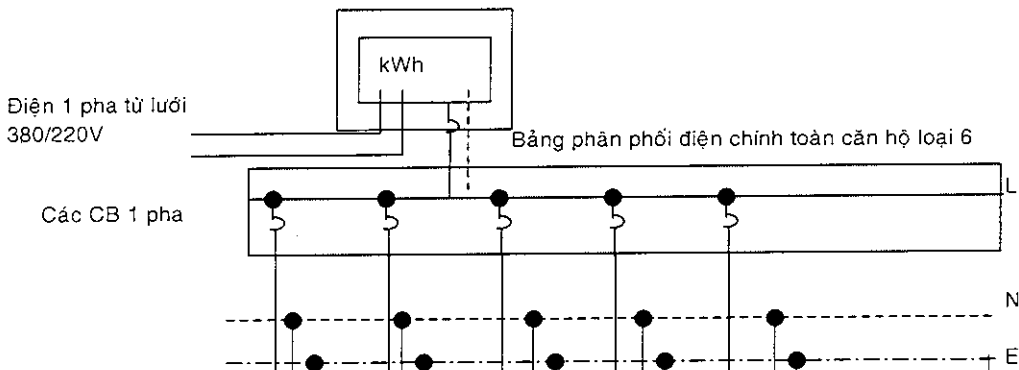 kWh
Điện 1 pha từ lưới
380/220V
Bảng phân phối điện chính toàn căn hộ loại 6
L
Các CB 1 pha
N
E